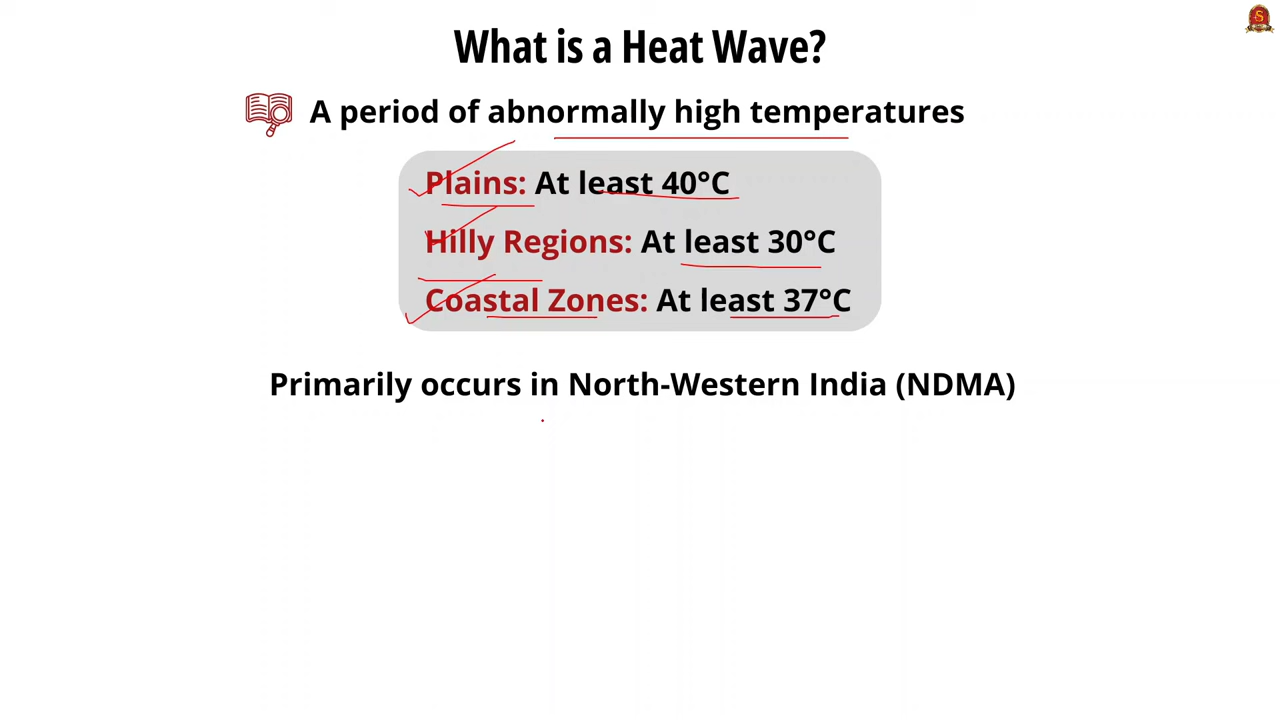 What is a Heat Wave?
A period of abnormally high temperatures
Plains: At least 40°C
Hilly Regions: At least 30°C
Coastal Zones: At least 37°C
Primarily occurs in North-Western India (NDMA)